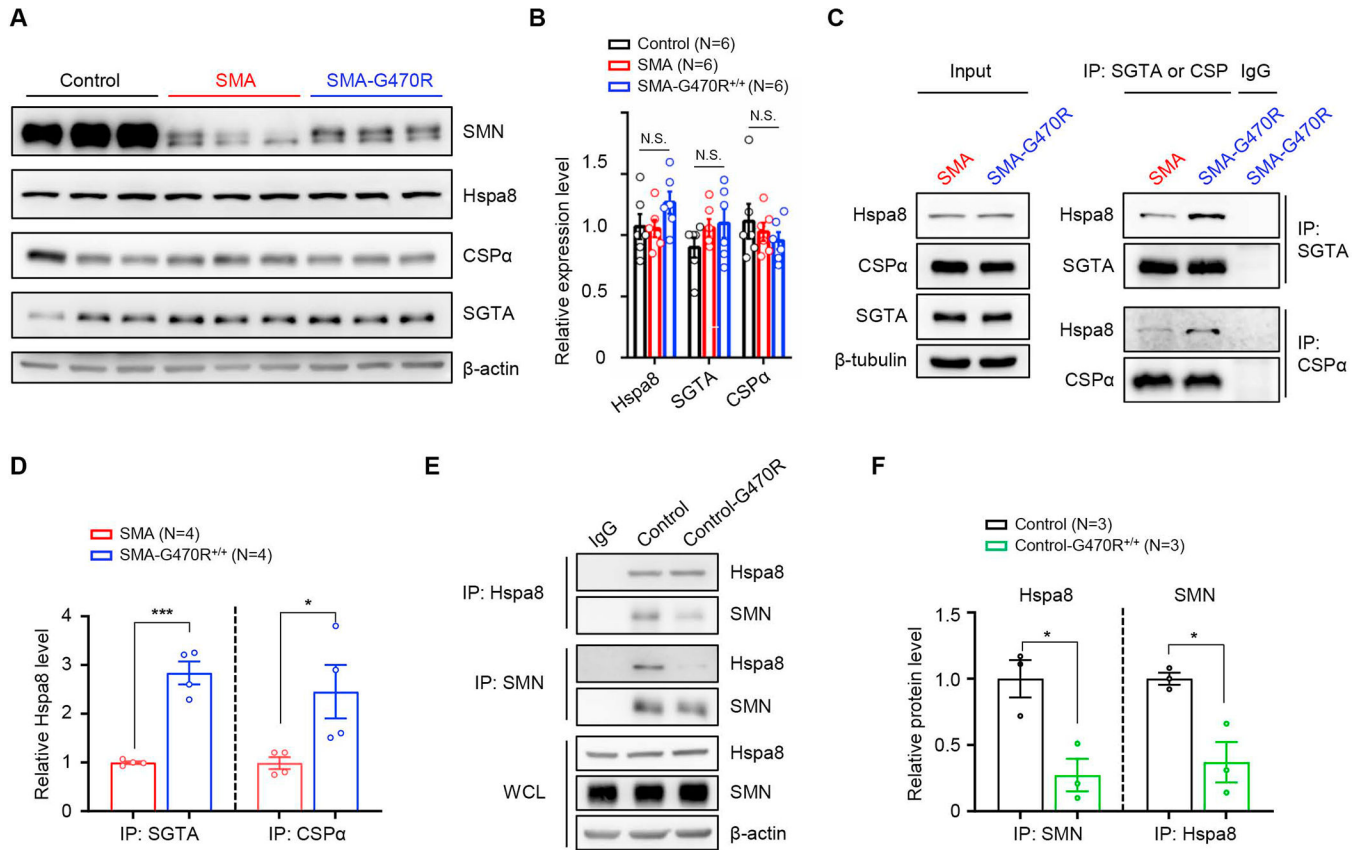 A
Control
SMA
SMA-G470R
SMN
Hspa8
CSPα
SGTA
β-actin
B
Control (N=6)
SMA (N=6)
SMA-G470R+/+ (N=6)
Relative expression level
1.5
1.0
0.5
0
N.S.
N.S.
N.S.
Hspa8
SGTA
CSPα
C
Input
IP: SGTA or CSP
IgG
SMA
SMA-G470R
SMA
SMA-G470R
SMA-G470R
Hspa8
CSPα
SGTA
β-tubulin
Hspa8
SGTA
IP:
SGTA
Hspa8
CSPα
IP:
CSPα
D
SMA (N=4)
SMA-G470R+/+ (N=4)
Relative Hspa8 level
4
3
2
1
0
***
*
IP: SGTA
IP: CSPα
E
IgG
Control
Control-G470R
IP: Hspa8
Hspa8
SMN
IP: SMN
Hspa8
SMN
WCL
Hspa8
SMN
β-actin
F
Control (N=3)
Control-G470R+/+ (N=3)
Hspa8
SMN
Relative protein level
1.5
1.0
0.5
0
*
*
IP: SMN
IP: Hspa8